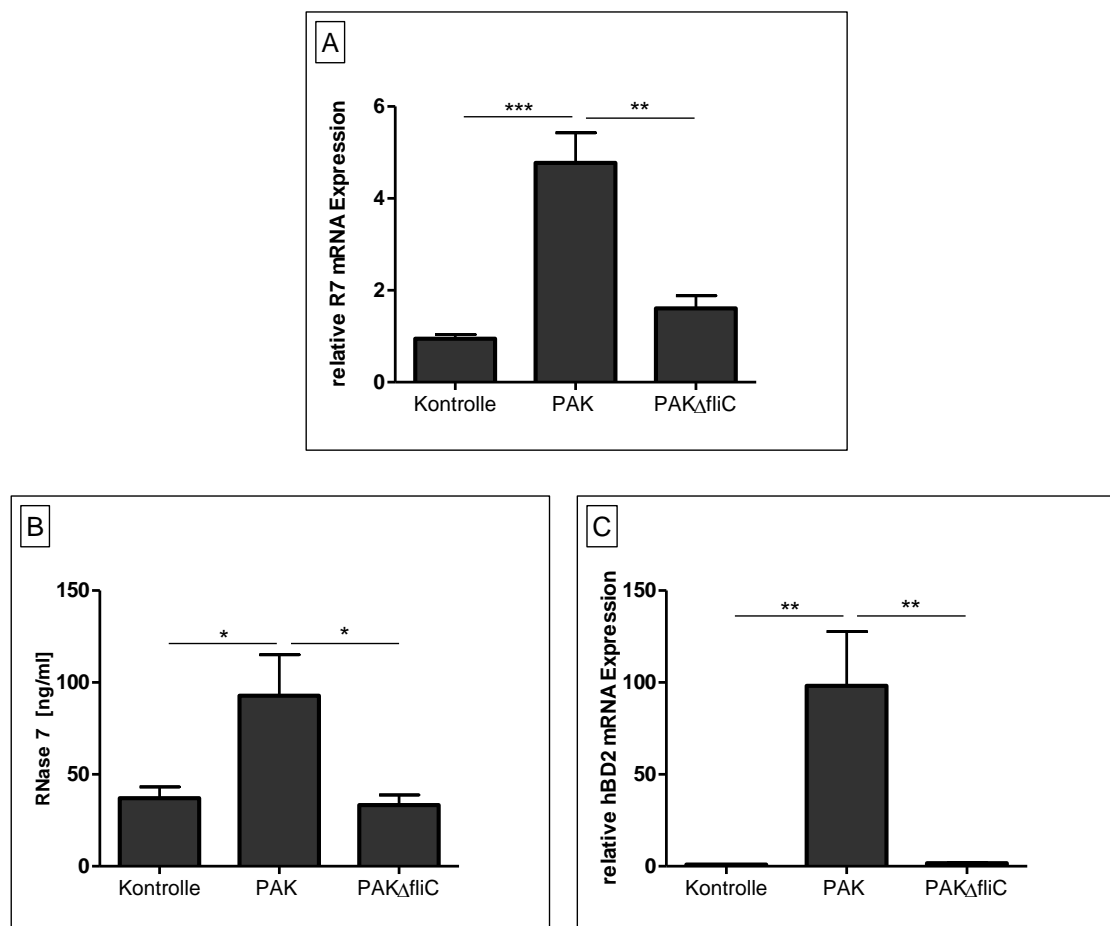 A
relative R7 mRNA Expression
6
4
2
0
***
**
Kontrolle
PAK
PAKΔfliC
B
RNase 7 [ng/ml]
150
100
50
0
*
*
Kontrolle
PAK
PAKΔfliC
C
relative hBD2 mRNA Expression
150
100
50
0
**
**
Kontrolle
PAK
PAKΔfliC